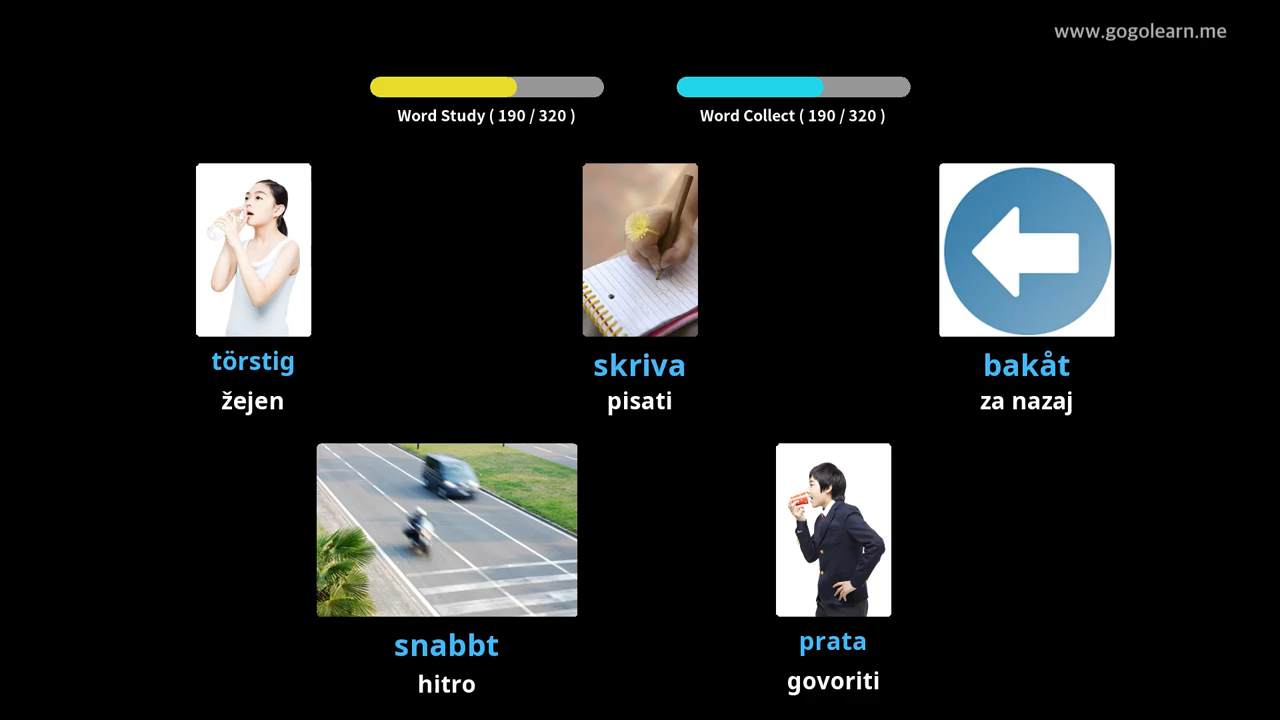 www.gogolearn.me
Word Study ( 190 / 320 )
Word Collect ( 190 / 320 )
törstig
žejen
skriva
pisati
bakåt
za nazaj
snabbt
hitro
prata
govoriti